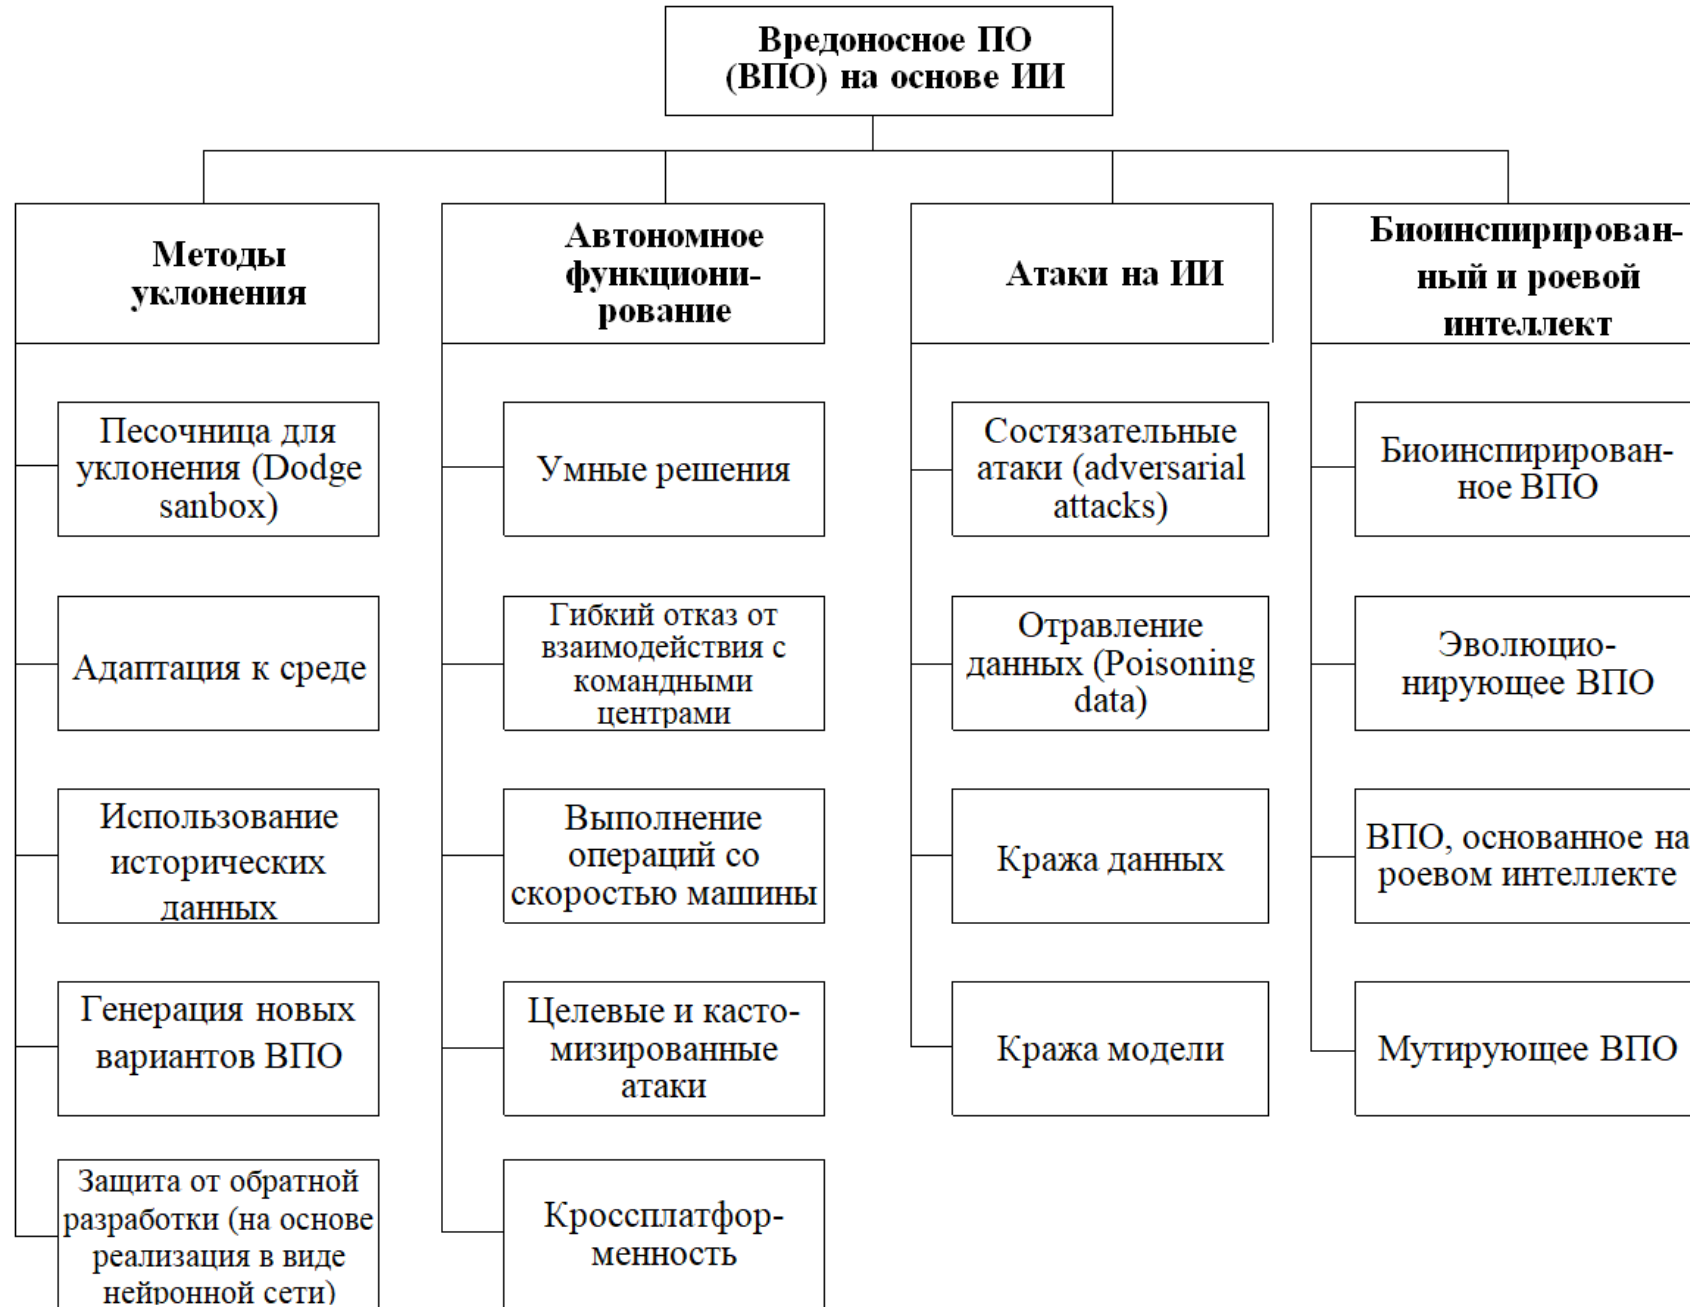 Вредоносное ПО
(ВПО) на основе ИИ
Методы
уклонения
Песочница для
уклонения (Dodge
sanbox)
Адаптация к среде
Использование
исторических
данных
Генерация новых
вариантов ВПО
Защита от обратной
разработки (на основе
реализация в виде
нейронной сети)
Автономное
функциони-
рование
Умные решения
Гибкий отказ от
взаимодействия с
командными
центрами
Выполнение
операций со
скоростью машины
Целевые и касто-
мизированные
атаки
Кроссплатфор-
менность
Атаки на ИИ
Состязательные
атаки (adversarial
attacks)
Отравление
данных (Poisoning
data)
Кража данных
Кража модели
Биоинспирирован-
ный и роевой
интеллект
Биоинспирирован-
ное ВПО
Эволюцио-
нирующее ВПО
ВПО, основанное на
роевом интеллекте
Мутирующее ВПО